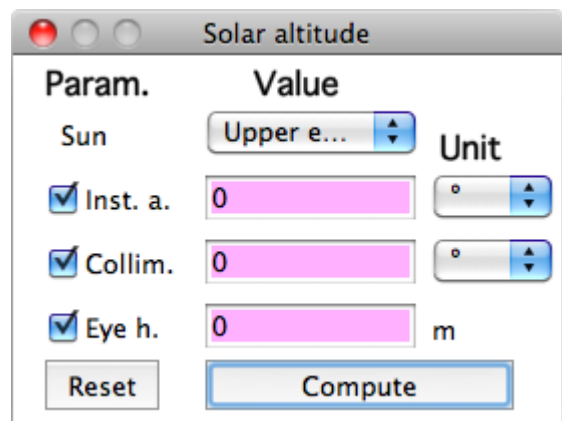 Solar altitude
Param. Value
Sun Upper e... Unit
Inst. a. 0 °
Collim. 0 °
Eye h. 0 m
Reset Compute